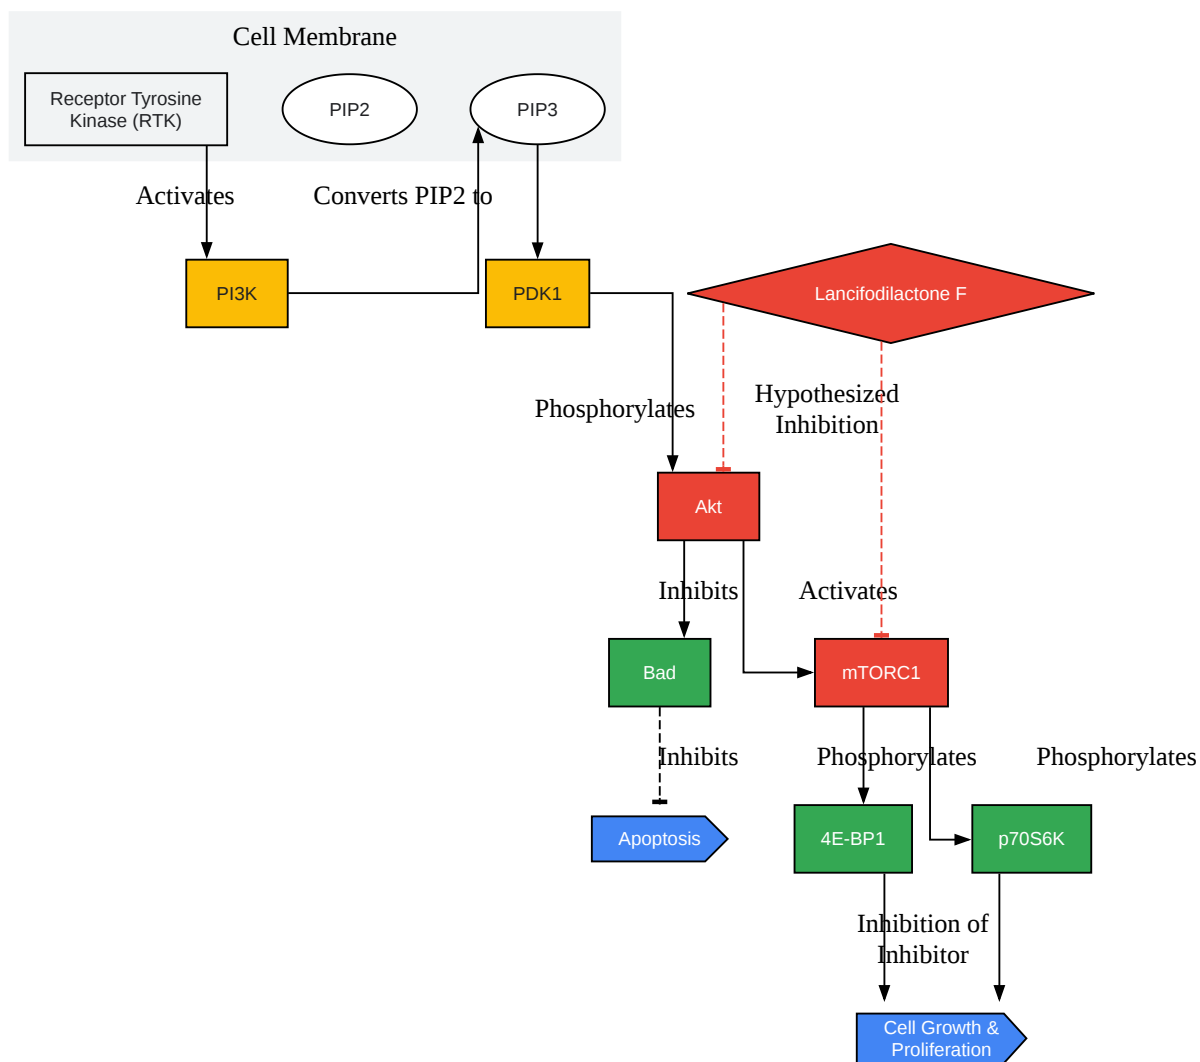 Cell Membrane
Receptor Tyrosine
Kinase (RTK)
PIP2
PIP3
Activates
Converts PIP2 to
PI3K
PDK1
Lancifodilactone F
Phosphorylates
Hypothesized
Inhibition
Akt
Inhibits
Activates
Bad
mTORC1
Inhibits
Phosphorylates
Phosphorylates
Apoptosis
4E-BP1
p70S6K
Inhibition of
Inhibitor
Cell Growth &
Proliferation